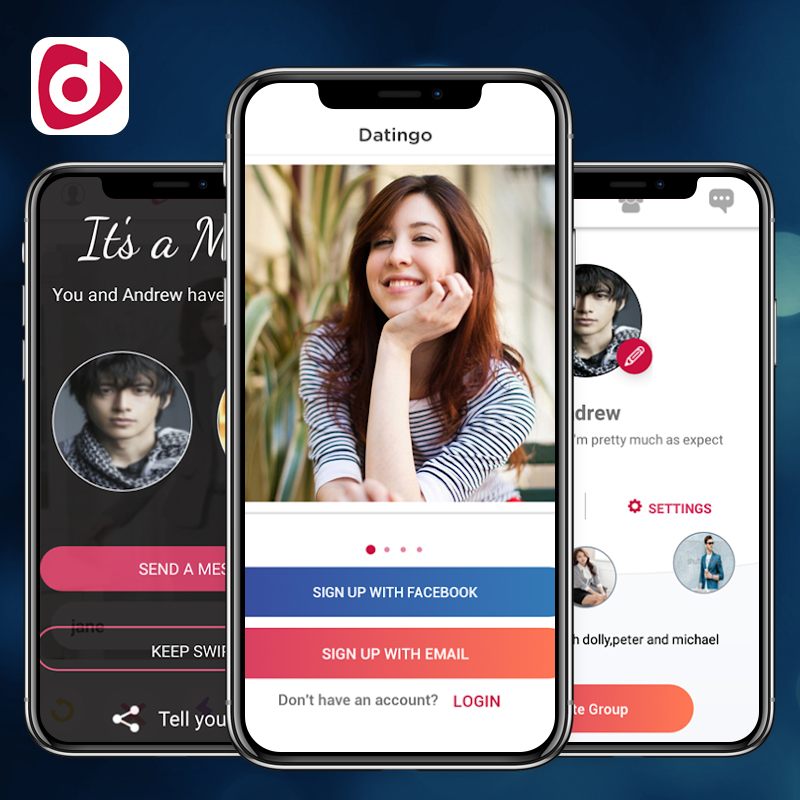 d
Datingo
SIGN UP WITH FACEBOOK
SIGN UP WITH EMAIL
Don't have an account? LOGIN
It's a M
You and Andrew have
SEND A MES
jane
KEEP SWIP
Tell you
drew
'm pretty much as expect
SETTINGS
h dolly,peter and michael
te Group